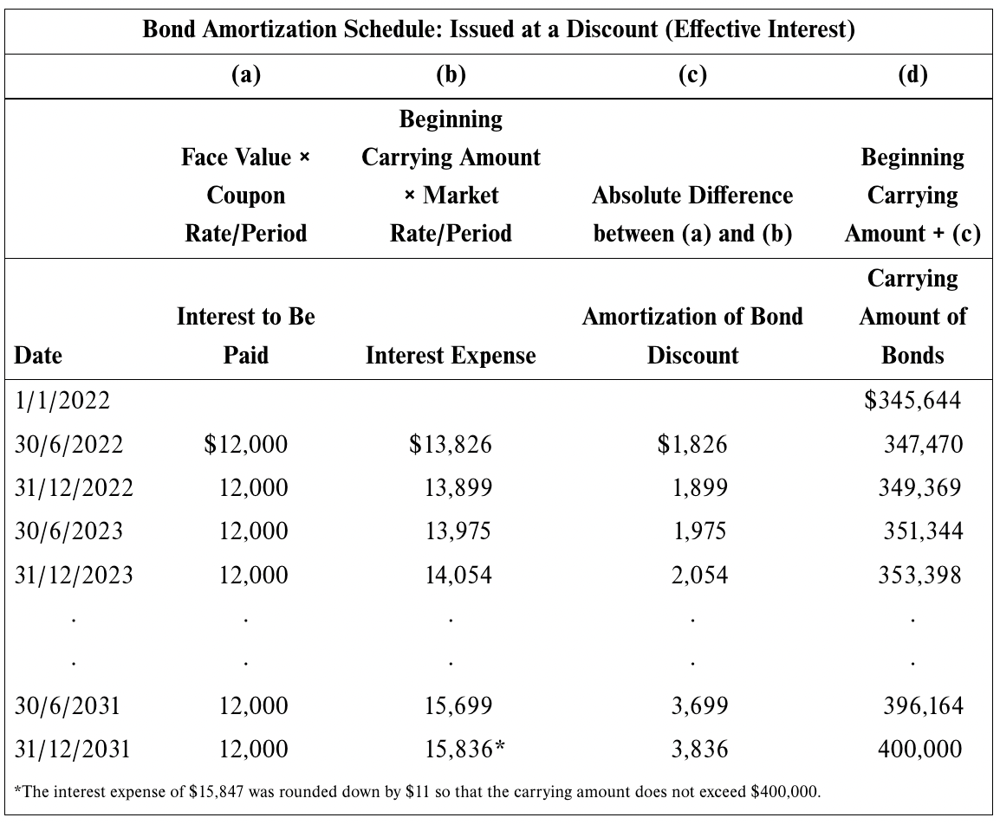 Bond Amortization Schedule: Issued at a Discount (Effective Interest)
(a) (b) (c) (d)
Beginning
Face Value × Carrying Amount Beginning
Coupon × Market Absolute Difference Carrying
Rate/Period Rate/Period between (a) and (b) Amount + (c)
Carrying
Interest to Be Amortization of Bond Amount of
Date Paid Interest Expense Discount Bonds
1/1/2022 $345,644
30/6/2022 $12,000 $13,826 $1,826 347,470
31/12/2022 12,000 13,899 1,899 349,369
30/6/2023 12,000 13,975 1,975 351,344
31/12/2023 12,000 14,054 2,054 353,398
. . . . .
. . . . .
30/6/2031 12,000 15,699 3,699 396,164
31/12/2031 12,000 15,836* 3,836 400,000
*The interest expense of $15,847 was rounded down by $11 so that the carrying amount does not exceed $400,000.